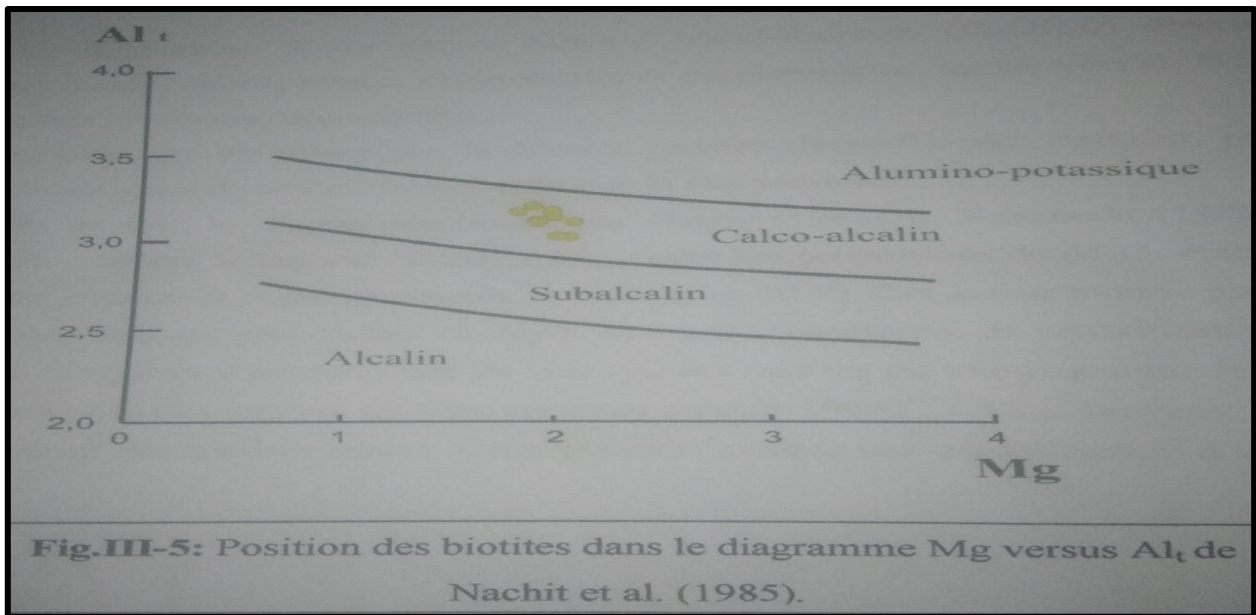 Al t
4,0
3,5
Alumino-potassique
3,0
Calco-alcalin
Subalcalin
2,5
Alcalin
2,0
0 1 2 3 4
Mg
Fig.III-5: Position des biotites dans le diagramme Mg versus Alt de
Nachit et al. (1985).